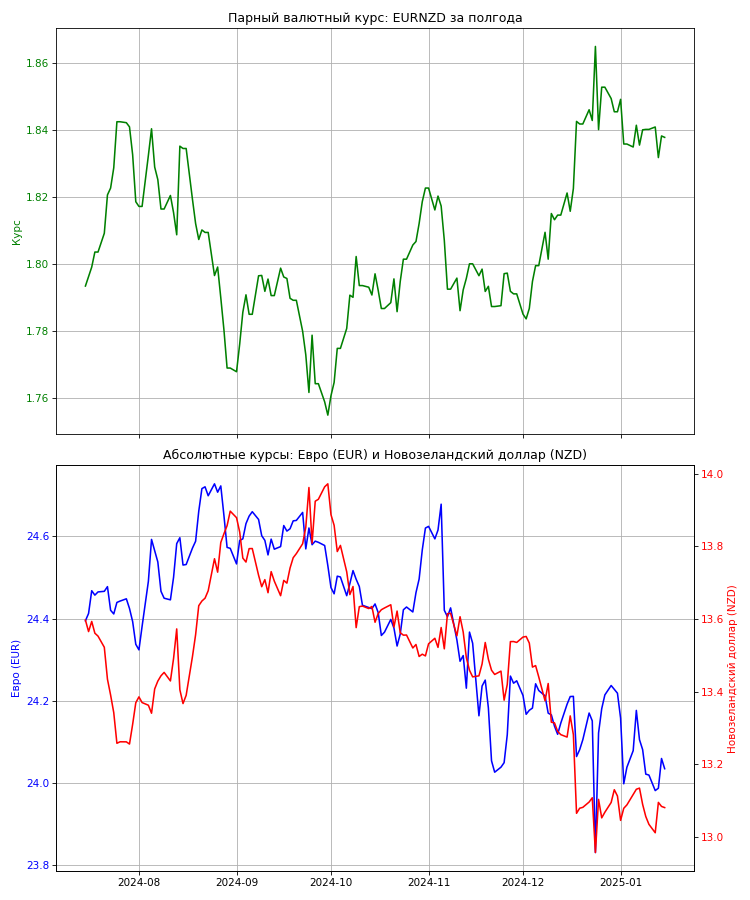 Парный валютный курс: EURNZD за полгода
1.86
1.84
1.82
1.80
1.78
1.76
Курс
Абсолютные курсы: Евро (EUR) и Новозеландский доллар (NZD)
24.6
24.4
24.2
24.0
23.8
Евро (EUR)
14.0
13.8
13.6
13.4
13.2
13.0
Новозеландский доллар (NZD)
2024-08 2024-09 2024-10 2024-11 2024-12 2025-01